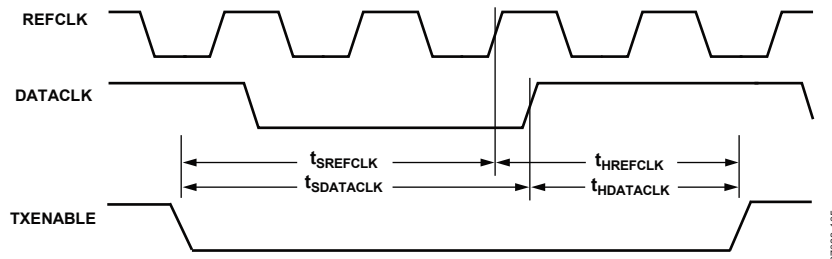 REFCLK
DATACLK
tSREFCLK
tHREFCLK
tSDATACLK
tHDATACLK
TXENABLE